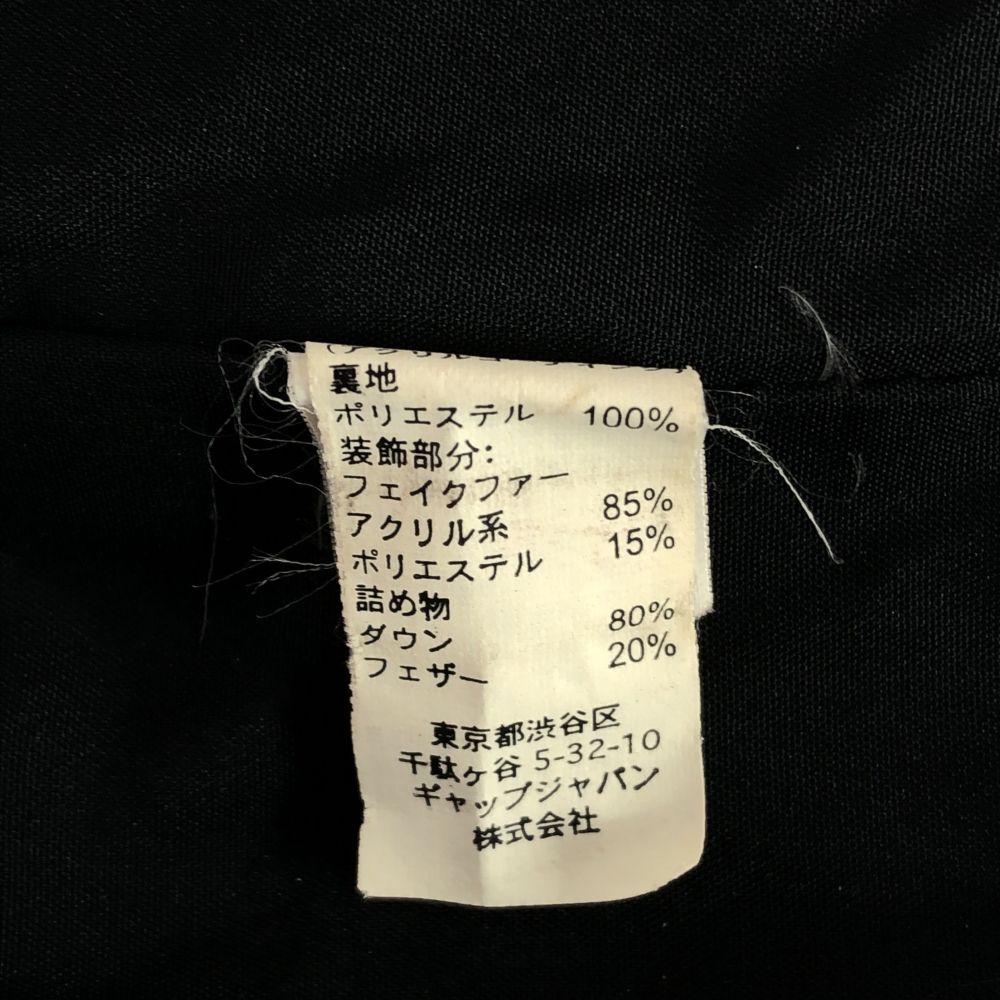 裏地
ポリエステル 100%
装飾部分:
フェイクファー
アクリル系 85%
ポリエステル 15%
詰め物
ダウン 80%
フェザー 20%
東京都渋谷区
千駄ヶ谷 5-32-10
ギャップジャパン
株式会社